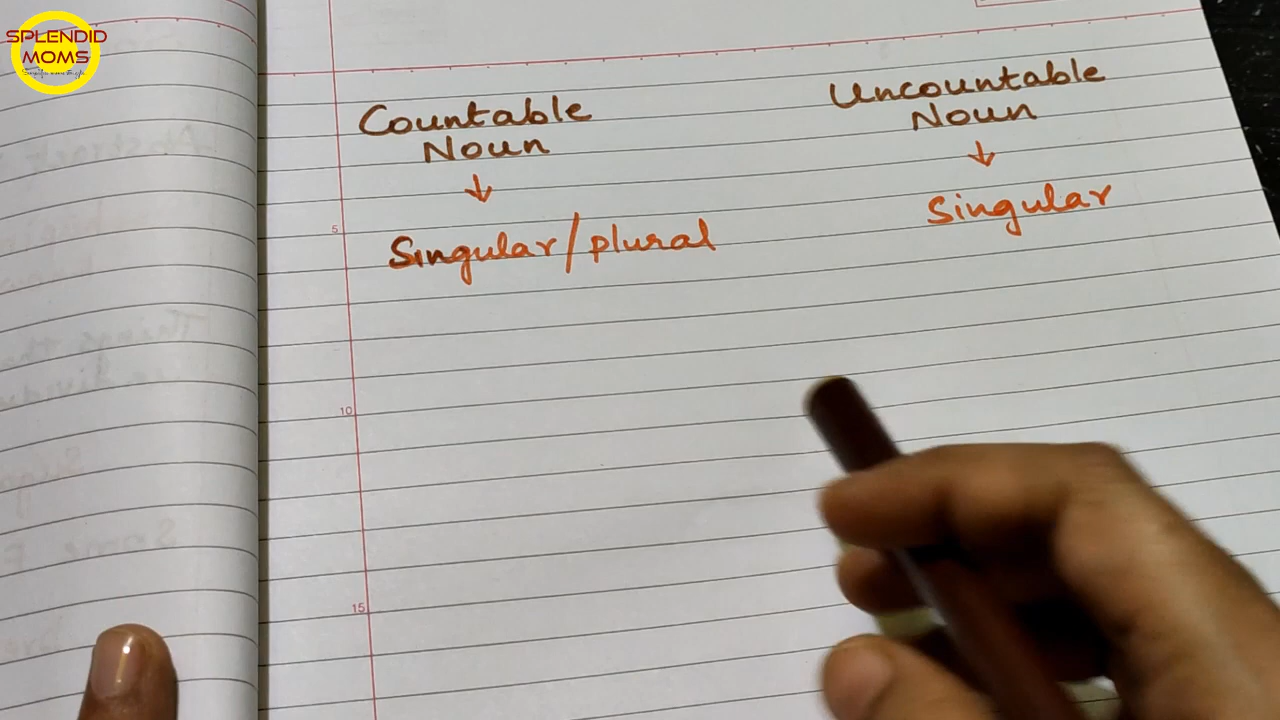 SPLENDID
MOMS
Countable
Noun
↓
Singular/plural
Uncountable
Noun
↓
Singular
5
10
15